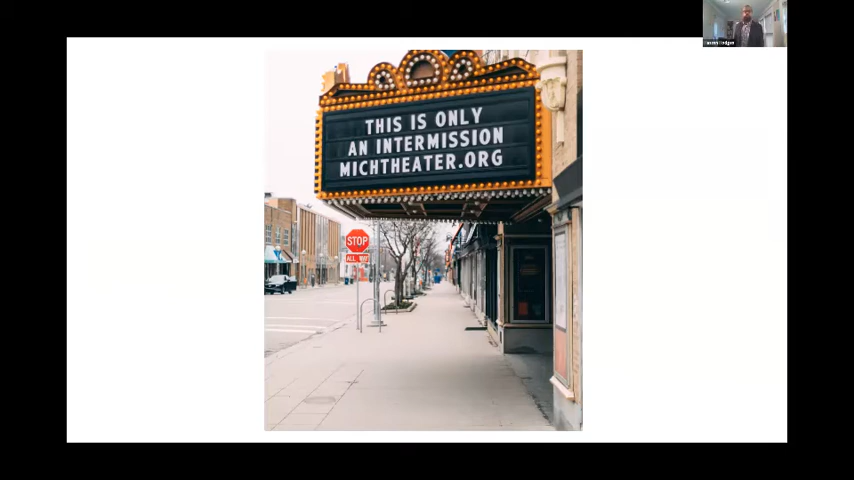 THIS IS ONLY
AN INTERMISSION
MICHTHEATER.ORG
STOP
ALL WAY